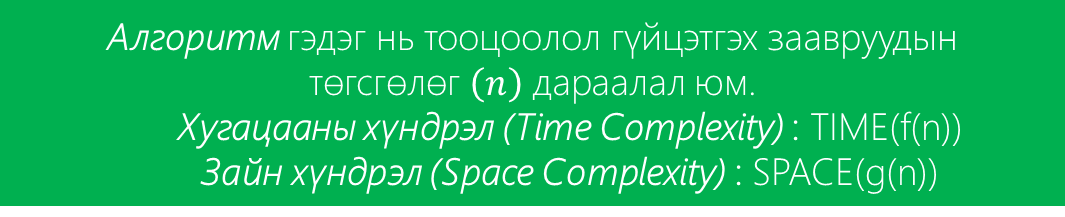 Алгоритм гэдэг нь тооцоолол гүйцэтгэх заавруудын
төгсгөлөг (n) дараалал юм.
Хугацааны хүндрэл (Time Complexity) : TIME(f(n))
Зайн хүндрэл (Space Complexity) : SPACE(g(n))